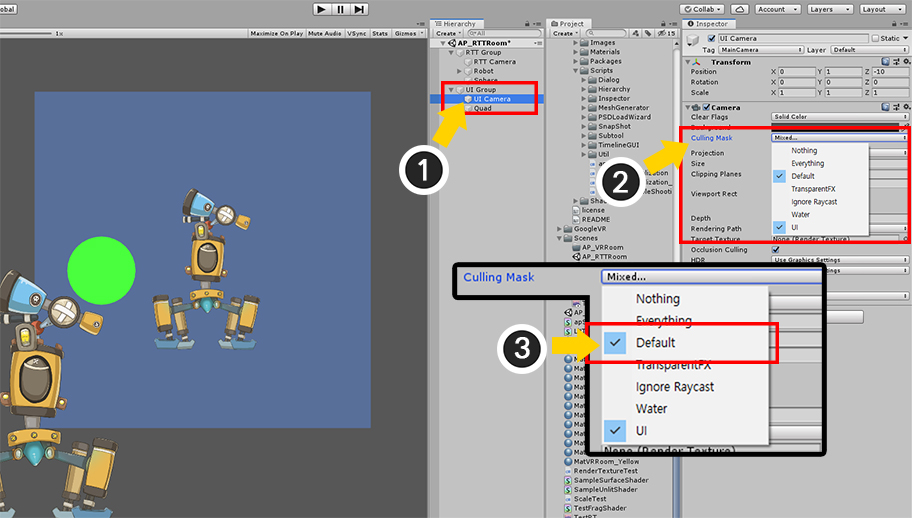 obal
Collab
Account
Layers
Layout
1x
Maximize On Play
Mute Audio
VSync
Stats
Gizmos
Hierarchy
Create
All
AP_RTTRoom*
RTT Group
RTT Camera
Robot
Sphere
UI Group
UI Camera
Quad
1
Project
Create
15
Images
Materials
Packages
Scripts
Dialog
Hierarchy
Inspector
MeshGenerator
PSDLoadWizard
SnapShot
Subtool
TimelineGUI
Util
license
README
GoogleVR
Scenes
AP_VRRoom
AP_RTTRoom
MatVRRoom_Yellow
RenderTextureTest
SampleSurfaceShader
SampleUnlitShader
ScaleTest
TestFragShader
TestRT
Inspector
UI Camera
Static
Tag
MainCamera
Layer
Default
Transform
Position
X 0
Y 1
Z -10
Rotation
X 0
Y 0
Z 0
Scale
X 1
Y 1
Z 1
Camera
Clear Flags
Solid Color
Background
Culling Mask
Mixed...
Nothing
Everything
Default
TransparentFX
Ignore Raycast
Water
UI
Projection
Size
Clipping Planes
Viewport Rect
Depth
Rendering Path
Target Texture
None (Render Texture)
Occlusion Culling
HDR
Use Graphics Settings
2
Culling Mask
Mixed...
Nothing
Everything
Default
TransparentFX
Ignore Raycast
Water
UI
None (Render Texture)
3